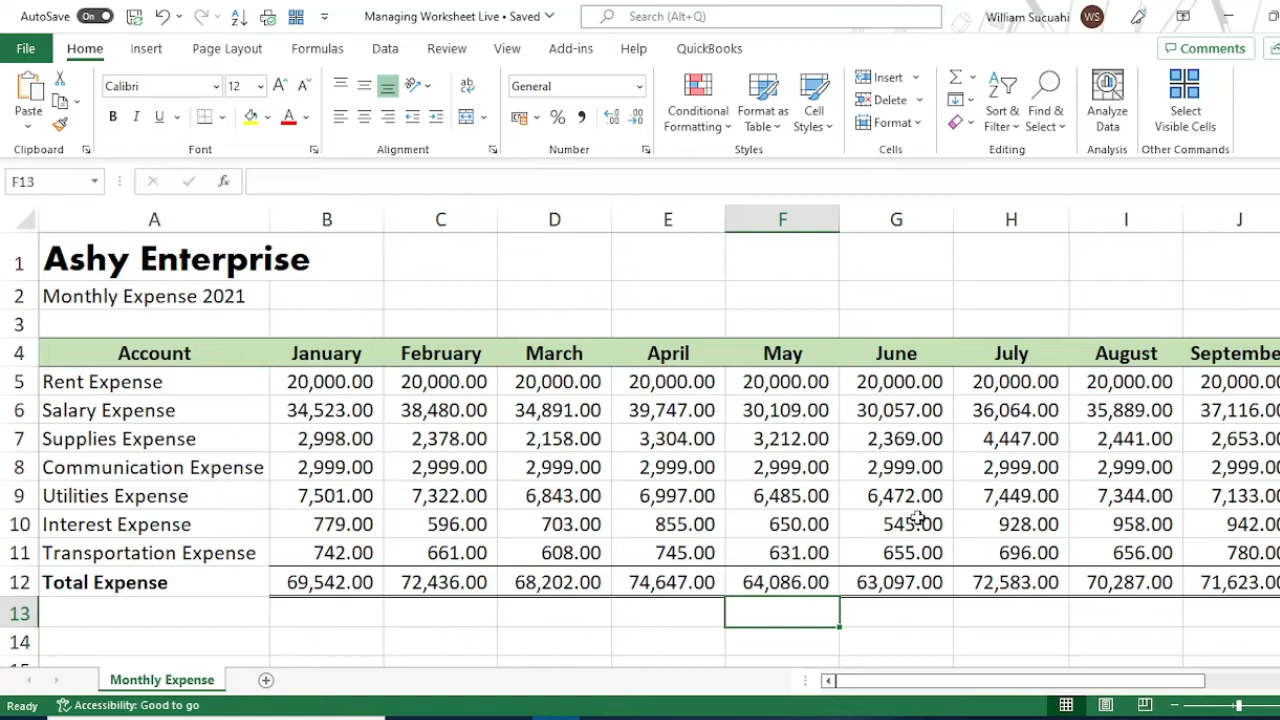 AutoSave On Managing Worksheet Live • Saved Search (Alt+Q) William Sucuahi WS
File Home Insert Page Layout Formulas Data Review View Add-ins Help QuickBooks Comments
Paste Calibri 12 B I U General Conditional Formatting Format as Table Cell Styles Insert Delete Format Sort & Filter Find & Select Analyze Data Select Visible Cells
Clipboard Font Alignment Number Styles Cells Editing Analysis Other Commands
F13 fx
A B C D E F G H I J
1 Ashy Enterprise
2 Monthly Expense 2021
3
4 Account January February March April May June July August Septembe
5 Rent Expense 20,000.00 20,000.00 20,000.00 20,000.00 20,000.00 20,000.00 20,000.00 20,000.00 20,000.0
6 Salary Expense 34,523.00 38,480.00 34,891.00 39,747.00 30,109.00 30,057.00 36,064.00 35,889.00 37,116.0
7 Supplies Expense 2,998.00 2,378.00 2,158.00 3,304.00 3,212.00 2,369.00 4,447.00 2,441.00 2,653.0
8 Communication Expense 2,999.00 2,999.00 2,999.00 2,999.00 2,999.00 2,999.00 2,999.00 2,999.00 2,999.0
9 Utilities Expense 7,501.00 7,322.00 6,843.00 6,997.00 6,485.00 6,472.00 7,449.00 7,344.00 7,133.0
10 Interest Expense 779.00 596.00 703.00 855.00 650.00 545.00 928.00 958.00 942.0
11 Transportation Expense 742.00 661.00 608.00 745.00 631.00 655.00 696.00 656.00 780.0
12 Total Expense 69,542.00 72,436.00 68,202.00 74,647.00 64,086.00 63,097.00 72,583.00 70,287.00 71,623.0
13
14
Monthly Expense
Ready Accessibility: Good to go